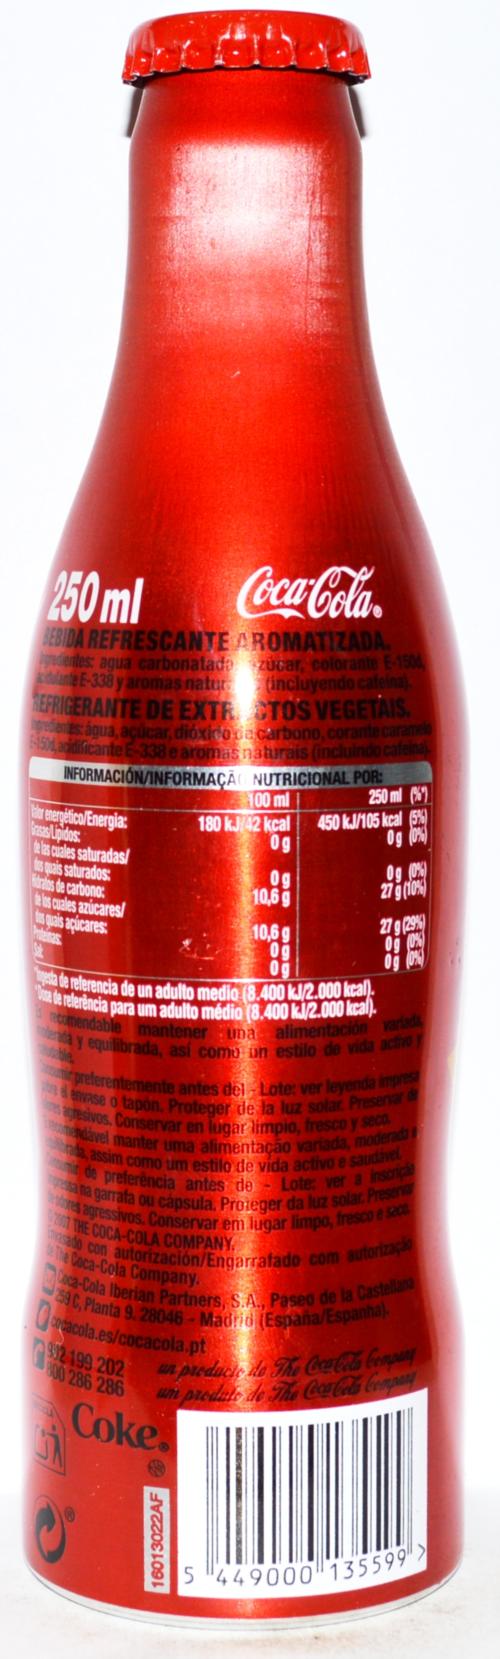 250 ml Coca-Cola®
BEBIDA REFRESCANTE AROMATIZADA.
Ingredientes: agua carbonatada, azúcar, colorante E-150d,
acidulante E-338 y aromas natur (incluyendo cafeína).
REFRIGERANTE DE EXTRACTOS VEGETAIS.
Ingredientes: água, açúcar, dióxido de carbono, corante caramelo
E-150d, acidificante E-338 e aromas naturais (incluindo cafeína).
INFORMACIÓN/INFORMAÇÃO NUTRICIONAL POR:
100 ml 250 ml (%*)
Valor energético/Energia: 180 kJ/42 kcal 450 kJ/105 kcal (5%)
Grasas/Lípidos: 0 g 0 g (0%)
de las cuales saturadas/
dos quais saturados: 0 g 0 g (0%)
Hidratos de carbono: 10,6 g 27 g (10%)
de los cuales azúcares/
dos quais açúcares: 10,6 g 27 g (29%)
Proteínas: 0 g 0 g (0%)
Sal: 0 g 0 g (0%)
*Ingesta de referencia de un adulto medio (8.400 kJ/2.000 kcal).
*Dose de referência para um adulto médio (8.400 kJ/2.000 kcal).
Es recomendable mantener una alimentación variada,
moderada y equilibrada, así como un estilo de vida activo y
saludable.
Consumir preferentemente antes del - Lote: ver leyenda impresa
sobre el envase o tapón. Proteger de la luz solar. Preservar de
olores agresivos. Conservar en lugar limpio, fresco y seco.
É recomendável manter uma alimentação variada, moderada e
equilibrada, assim como um estilo de vida activo e saudável.
Consumir de preferência antes de - Lote: ver a inscrição
impressa na garrafa ou cápsula. Proteger da luz solar. Preservar
de odores agressivos. Conservar em lugar limpo, fresco e seco.
© 2007 THE COCA-COLA COMPANY.
Envasado con autorización/Engarrafado com autorização
de The Coca-Cola Company.
Coca-Cola Iberian Partners, S.A., Paseo de la Castellana
259 C, Planta 9. 28046 - Madrid (España/Espanha).
cocacola.es/cocacola.pt
902 199 202
800 286 286
un producto de The Coca-Cola Company
um produto de The Coca-Cola Company
Coke®
®
16013022AF
5 449000 135599 >